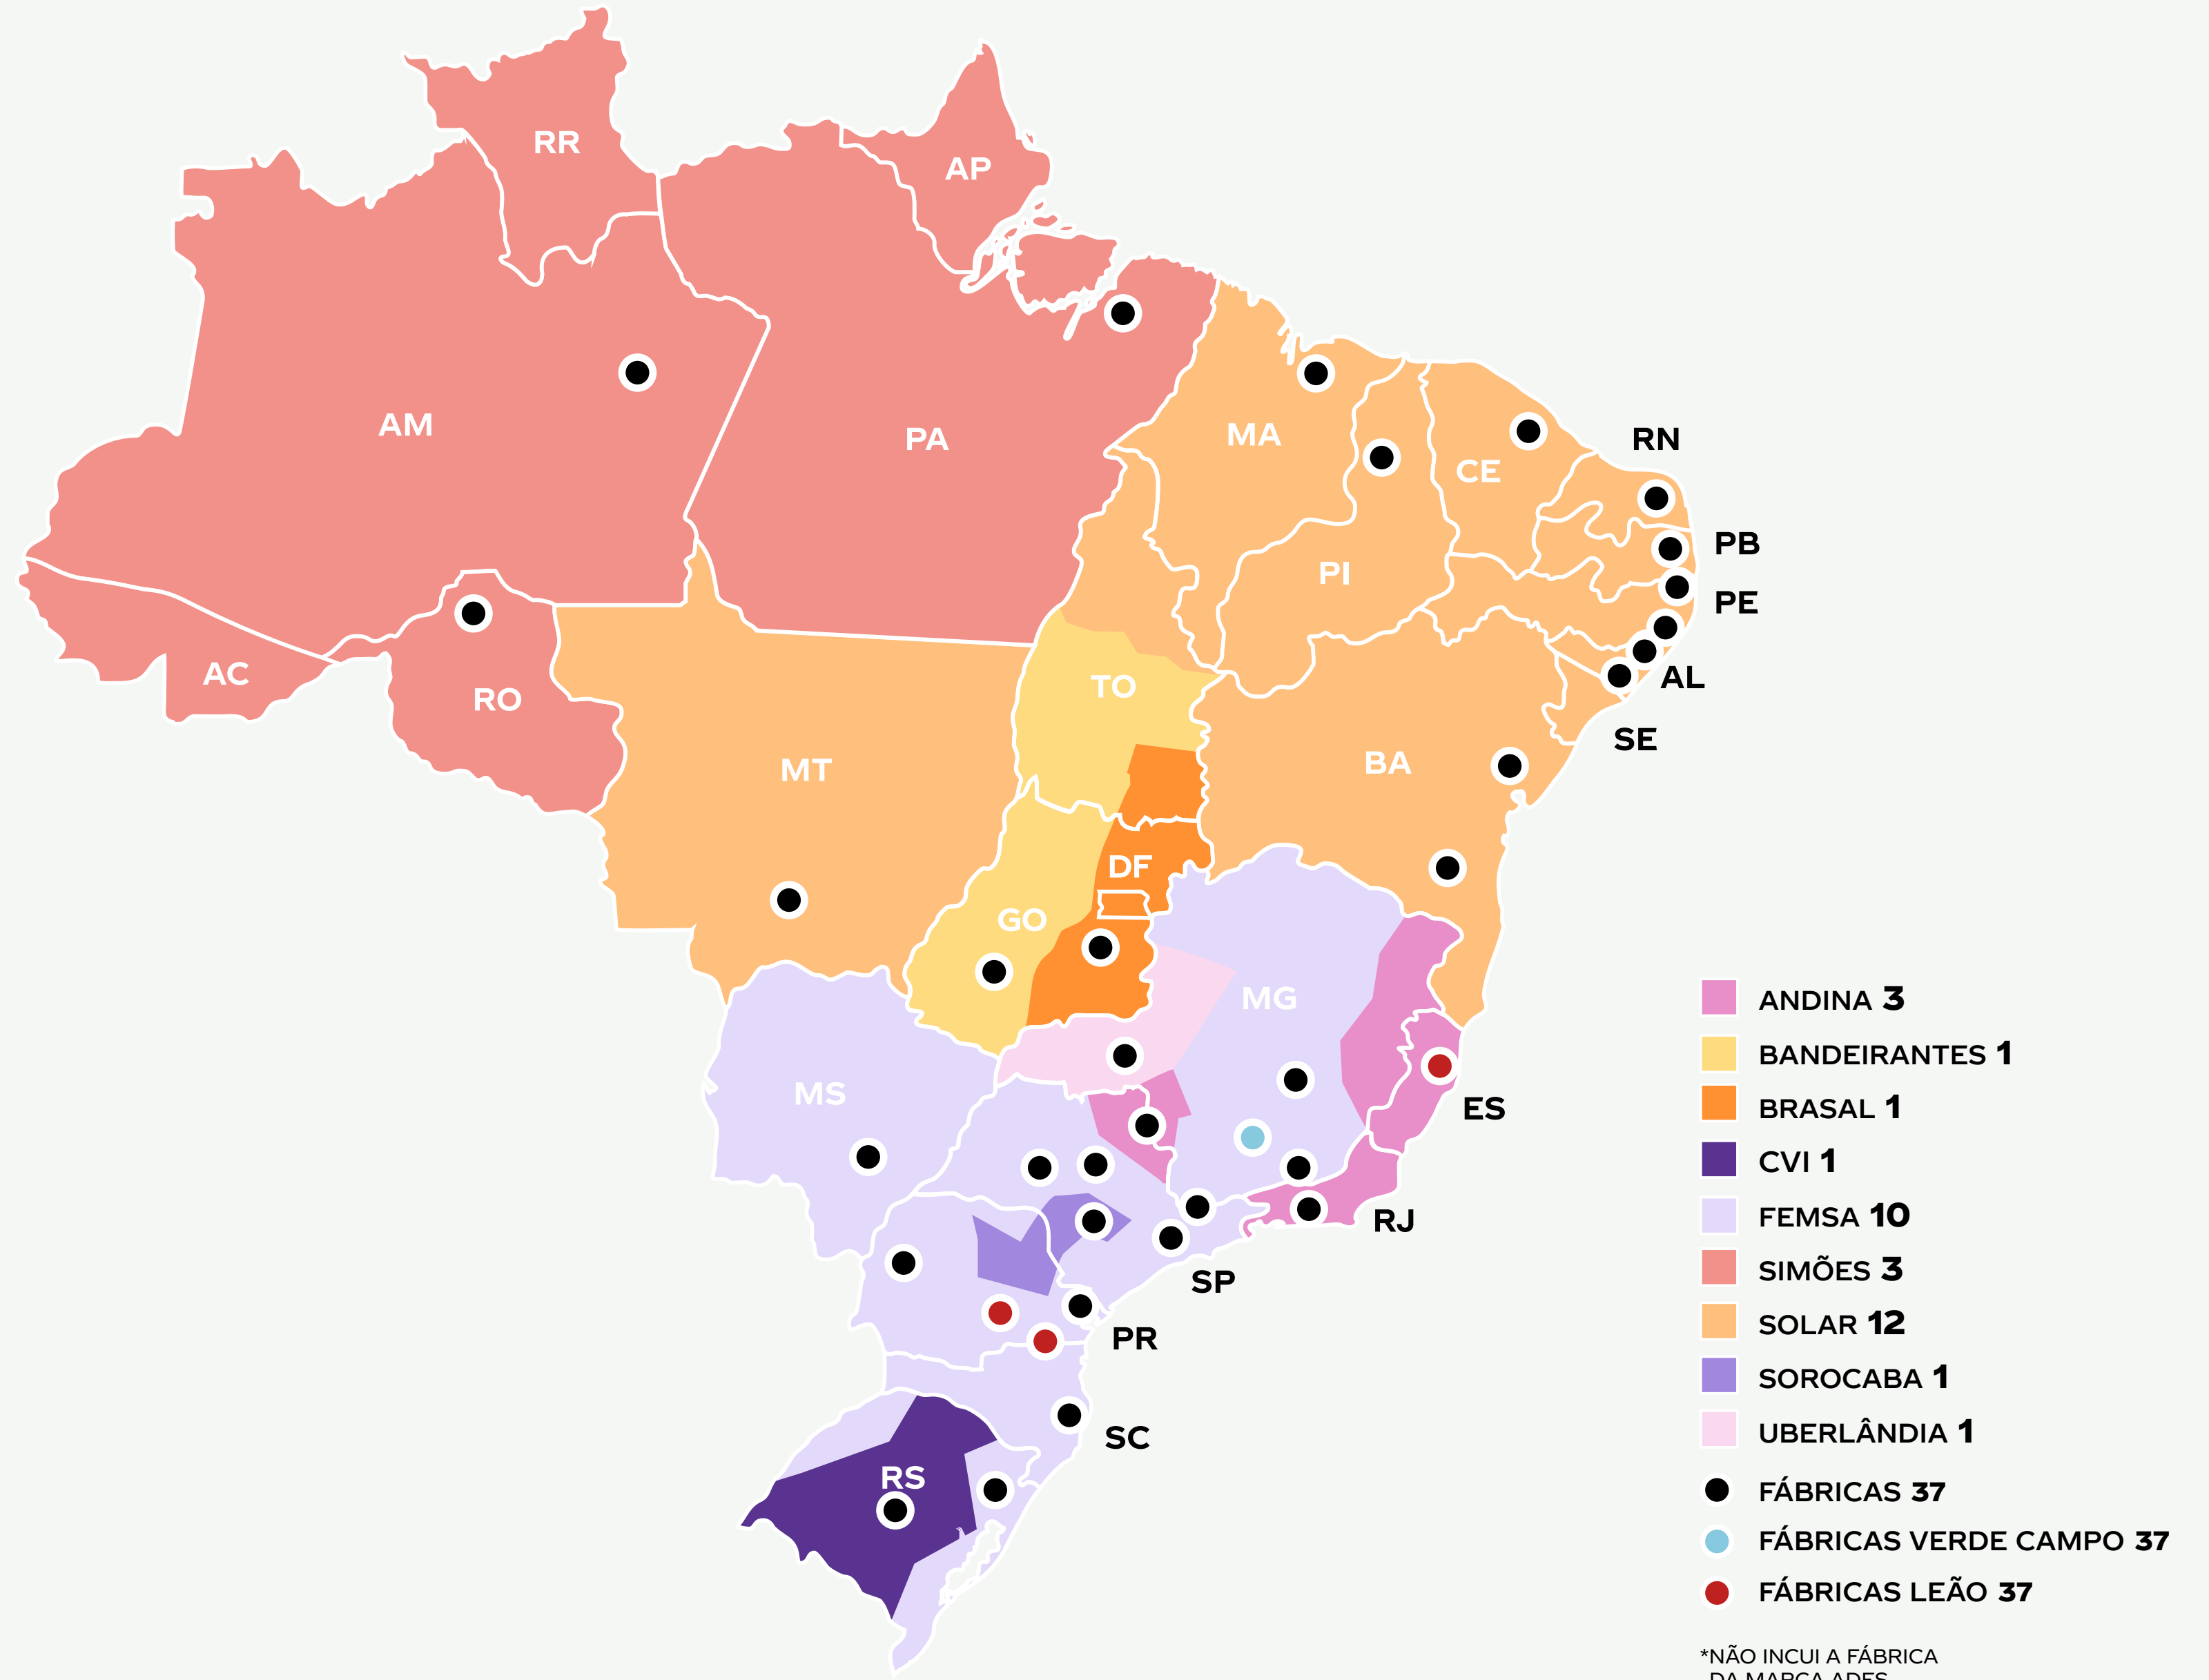 RR
AP
AM
PA
MA
CE
RN
PB
PI
PE
AC
RO
TO
AL
SE
MT
BA
DF
GO
MG
MS
ES
RJ
SP
PR
SC
RS
ANDINA 3
BANDEIRANTES 1
BRASAL 1
CVI 1
FEMSA 10
SIMÕES 3
SOLAR 12
SOROCABA 1
UBERLÂNDIA 1
FÁBRICAS 37
FÁBRICAS VERDE CAMPO 37
FÁBRICAS LEÃO 37
*NÃO INCUI A FÁBRICA
DA MARCA ADES